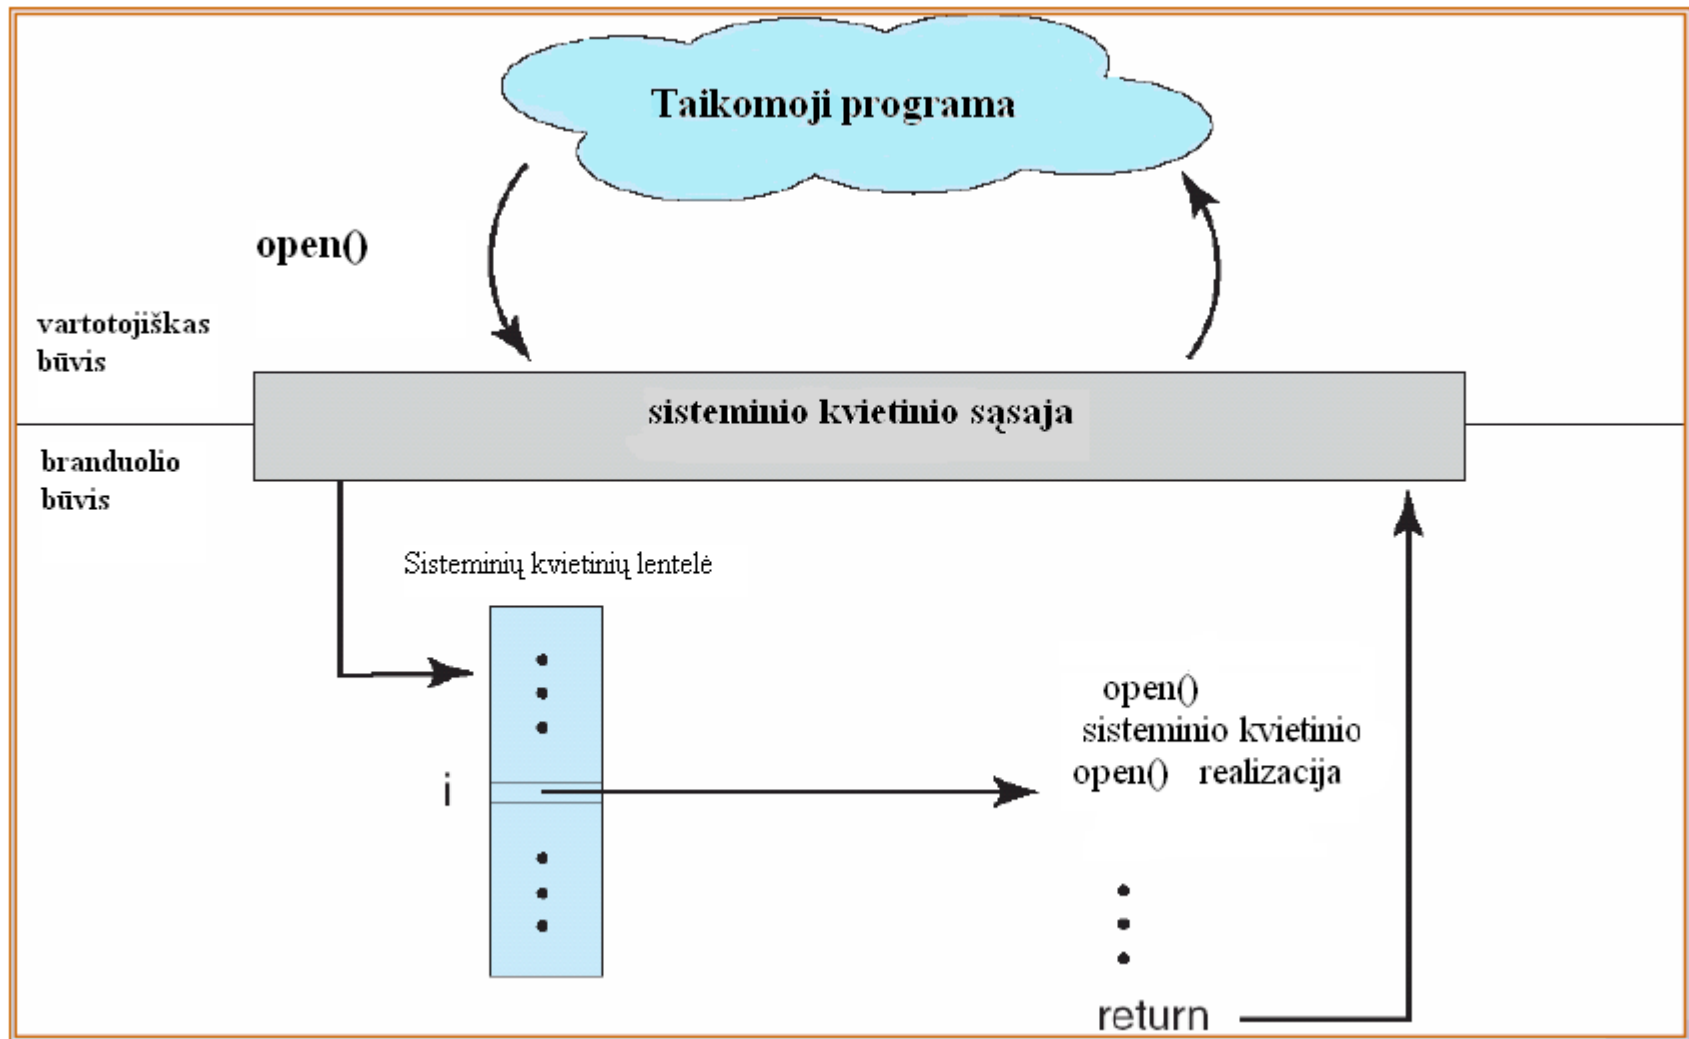 Taikomoji programa
open()
vartotojiškas
būvis
sisteminio kvietinio sąsaja
branduolio
būvis
Sisteminių kvietinių lentelė
i
open()
sisteminio kvietinio
open() realizacija
return